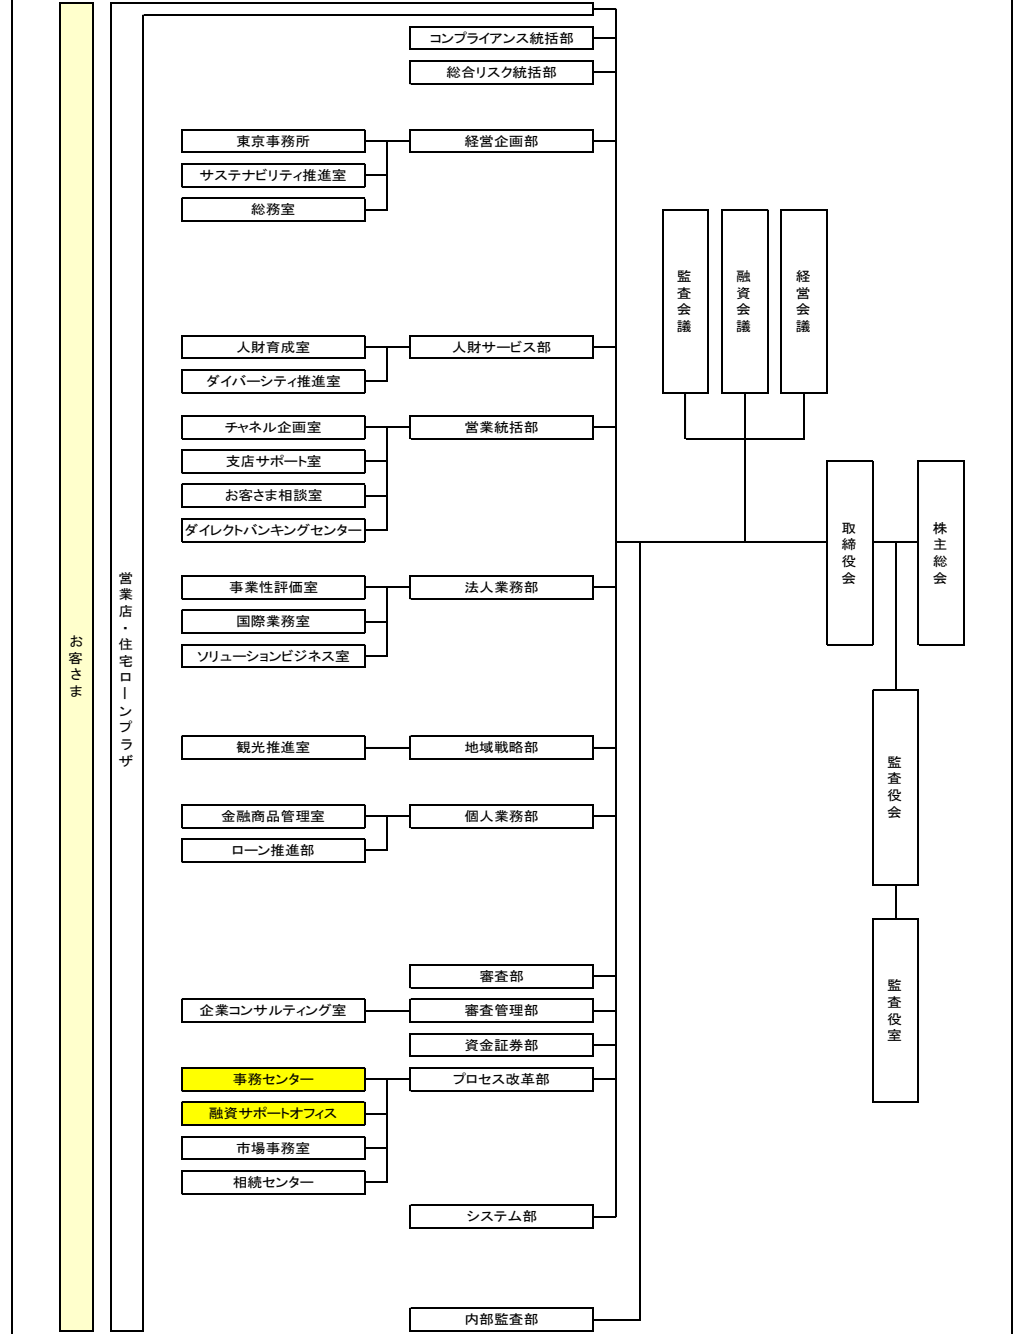 コンプライアンス統括部
総合リスク統括部
東京事務所
経営企画部
サステナビリティ推進室
総務室
監査会議
融資会議
経営会議
人財育成室
人財サービス部
ダイバーシティ推進室
チャネル企画室
営業統括部
支店サポート室
お客さま相談室
ダイレクトバンキングセンター
取締役会
株主総会
事業性評価室
法人業務部
国際業務室
ソリューションビジネス室
お客さま
営業店・住宅ローンプラザ
観光推進室
地域戦略部
監査役会
金融商品管理室
個人業務部
ローン推進部
審査部
企業コンサルティング室
審査管理部
資金証券部
監査役室
事務センター
プロセス改革部
融資サポートオフィス
市場事務室
相続センター
システム部
内部監査部